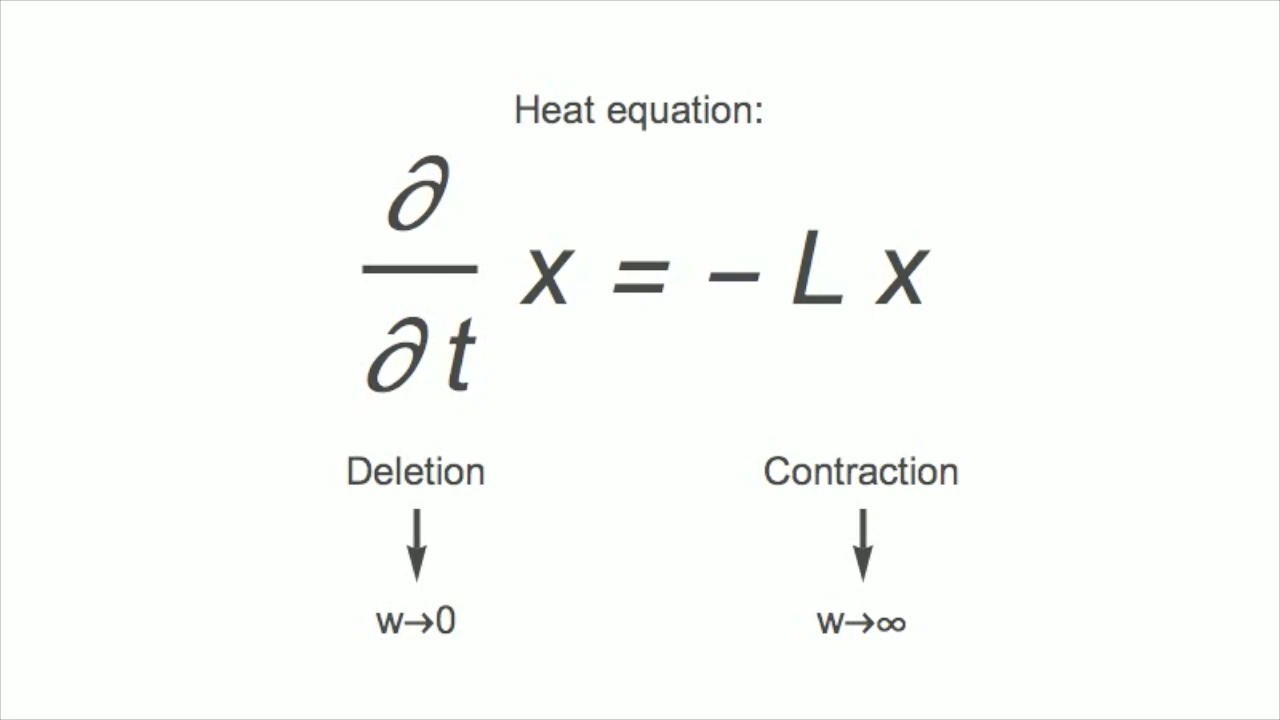 Heat equation:
∂
x = – L x
∂ t
Deletion Contraction
w→0 w→∞